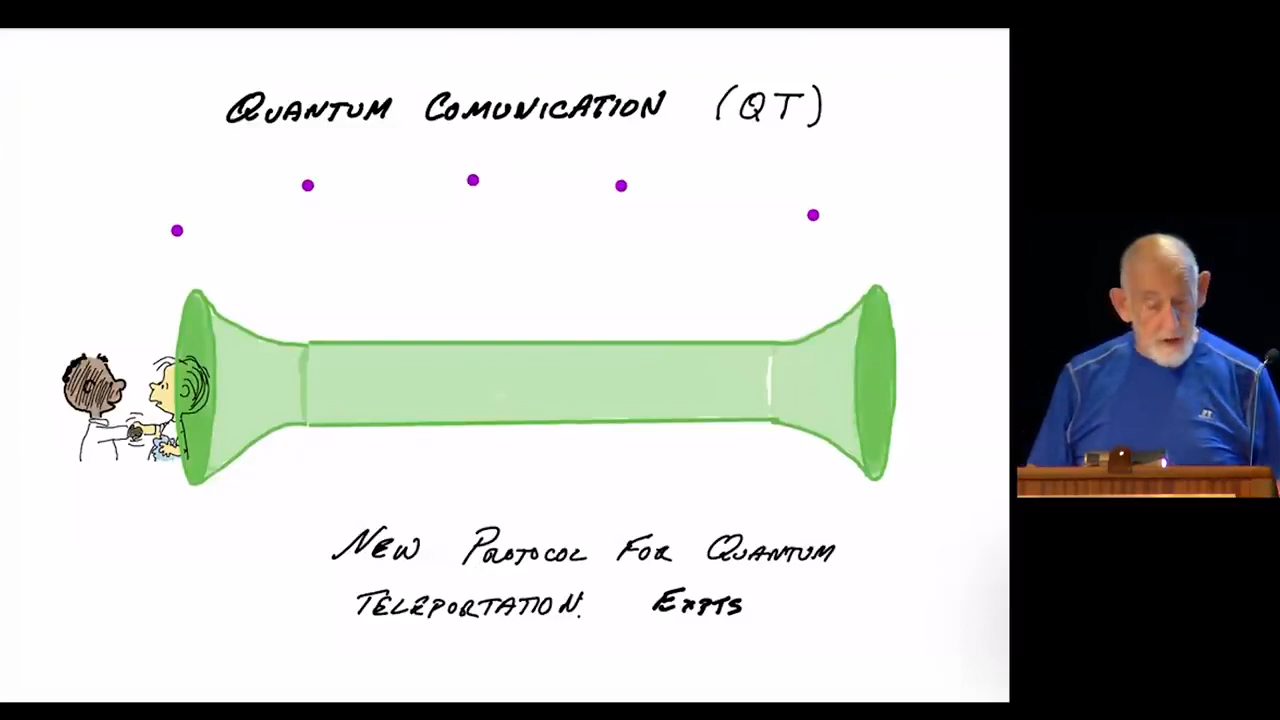 QUANTUM COMUNICATION (QT)
NEW PROTOCOL FOR QUANTUM
TELEPORTATION. EXPTS